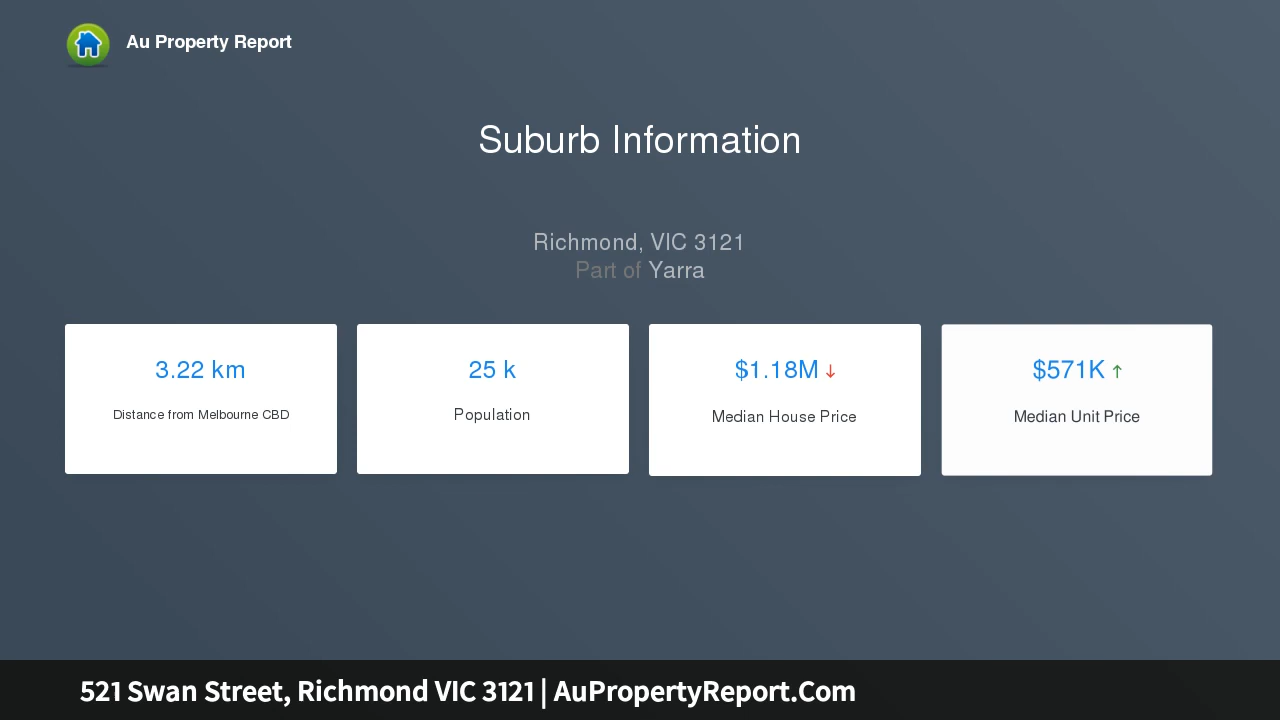 Au Property Report
Suburb Information
Richmond, VIC 3121
Part of Yarra
3.22 km
Distance from Melbourne CBD
25 k
Population
$1.18M ↓
Median House Price
$571K ↑
Median Unit Price
521 Swan Street, Richmond VIC 3121 | AuPropertyReport.Com